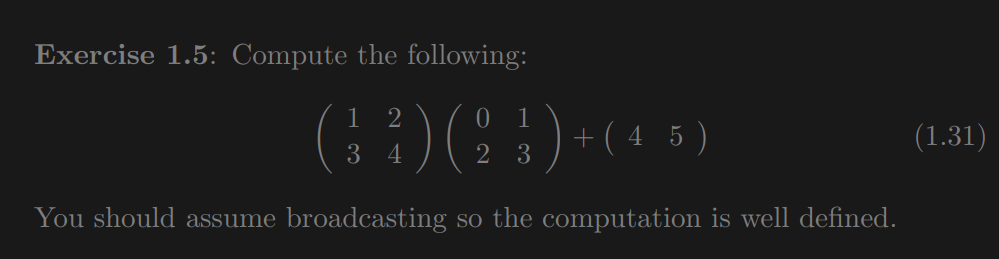 Exercise 1.5: Compute the following:
( 1 2 ) ( 0 1 ) + ( 4 5 ) (1.31)
( 3 4 ) ( 2 3 )
You should assume broadcasting so the computation is well defined.